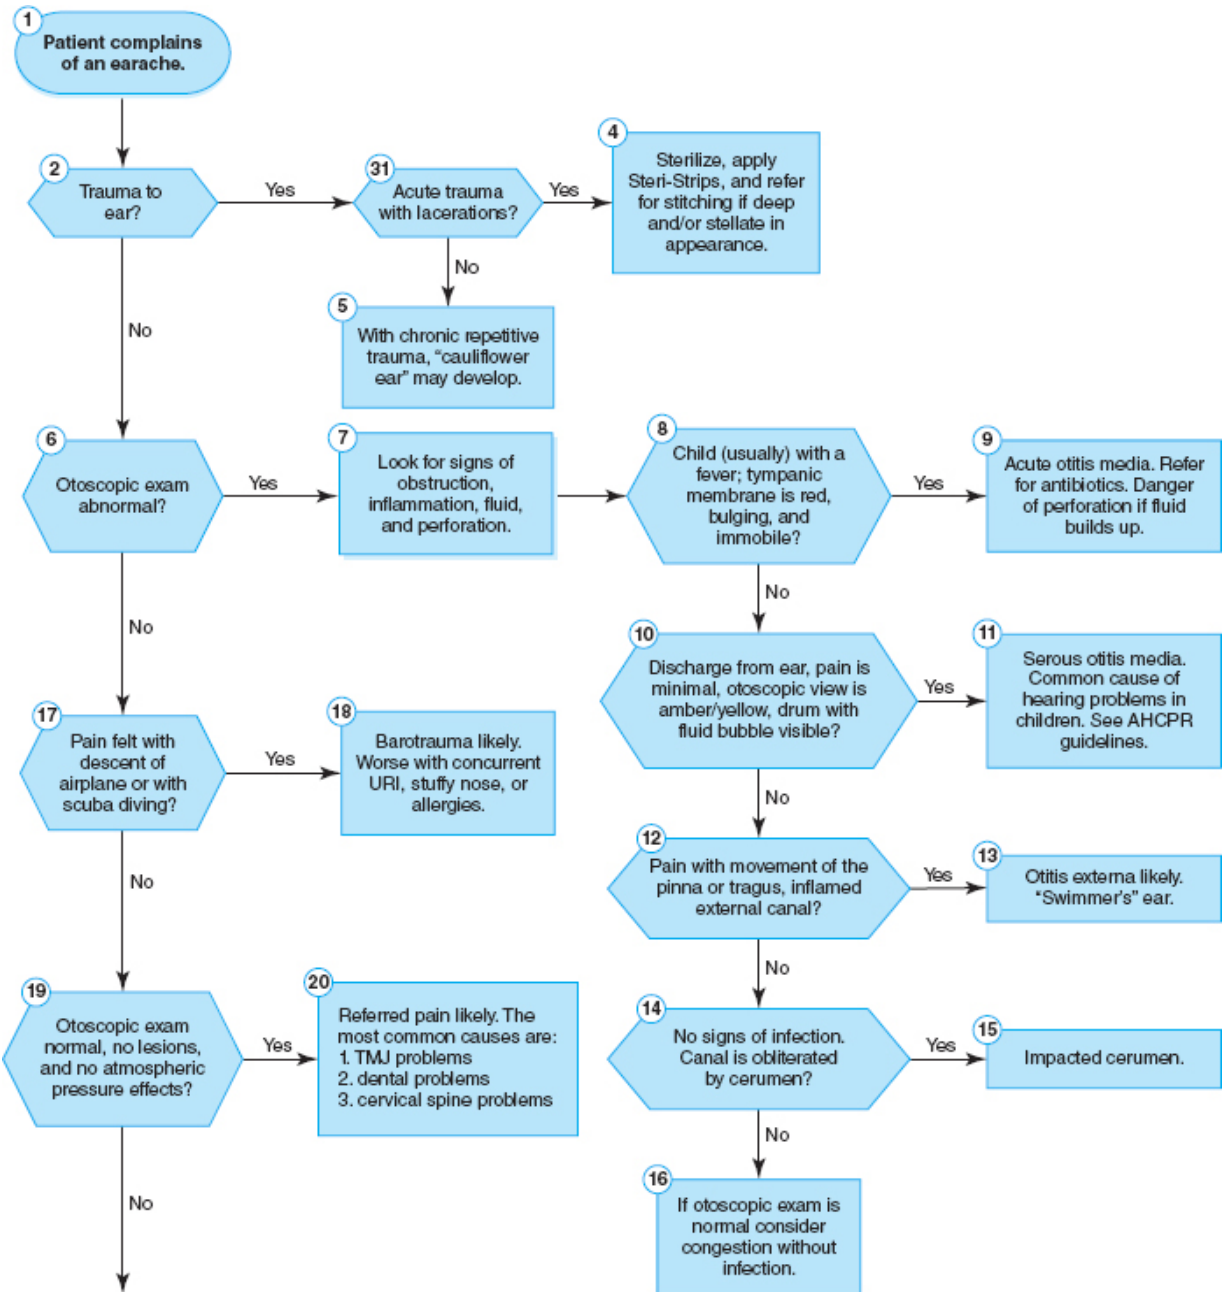 1
Patient complains
of an earache.
2
Trauma to
ear?
Yes
31
Acute trauma
with lacerations?
Yes
4
Sterilize, apply
Steri-Strips, and refer
for stitching if deep
and/or stellate in
appearance.
No
5
With chronic repetitive
trauma, “cauliflower
ear” may develop.
No
6
Otoscopic exam
abnormal?
Yes
7
Look for signs of
obstruction,
inflammation, fluid,
and perforation.
8
Child (usually) with a
fever; tympanic
membrane is red,
bulging, and
immobile?
Yes
9
Acute otitis media. Refer
for antibiotics. Danger
of perforation if fluid
builds up.
No
10
Discharge from ear, pain is
minimal, otoscopic view is
amber/yellow, drum with
fluid bubble visible?
Yes
11
Serous otitis media.
Common cause of
hearing problems in
children. See AHCPR
guidelines.
No
12
Pain with movement of the
pinna or tragus, inflamed
external canal?
Yes
13
Otitis externa likely.
“Swimmer’s” ear.
No
14
No signs of infection.
Canal is obliterated
by cerumen?
Yes
15
Impacted cerumen.
No
16
If otoscopic exam is
normal consider
congestion without
infection.
No
17
Pain felt with
descent of
airplane or with
scuba diving?
Yes
18
Barotrauma likely.
Worse with concurrent
URI, stuffy nose, or
allergies.
No
19
Otoscopic exam
normal, no lesions,
and no atmospheric
pressure effects?
Yes
20
Referred pain likely. The
most common causes are:
1. TMJ problems
2. dental problems
3. cervical spine problems
No